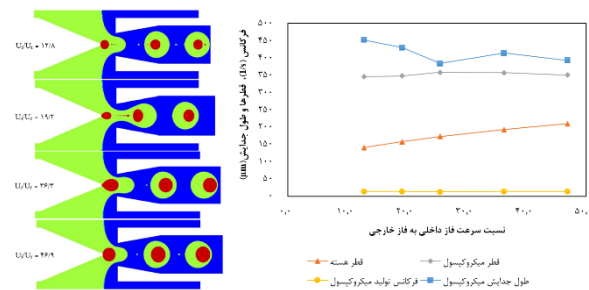 U₁/U₂ = ۱۲/۸
U₁/U₂ = ۱۹/۲
U₁/U₂ = ۲۶/۳
U₁/U₂ = ۴۶/۹
فرکانس (1/s)، قطرها و طول جدایش (μm)
۵۰۰
۴۵۰
۴۰۰
۳۵۰
۳۰۰
۲۵۰
۲۰۰
۱۵۰
۱۰۰
۵۰
۰
۰٫۰ ۱۰٫۰ ۲۰٫۰ ۳۰٫۰ ۴۰٫۰ ۵۰٫۰
نسبت سرعت فاز داخلی به فاز خارجی
قطر هسته
قطر میکروکپسول
فرکانس تولید میکروکپسول
طول جدایش میکروکپسول